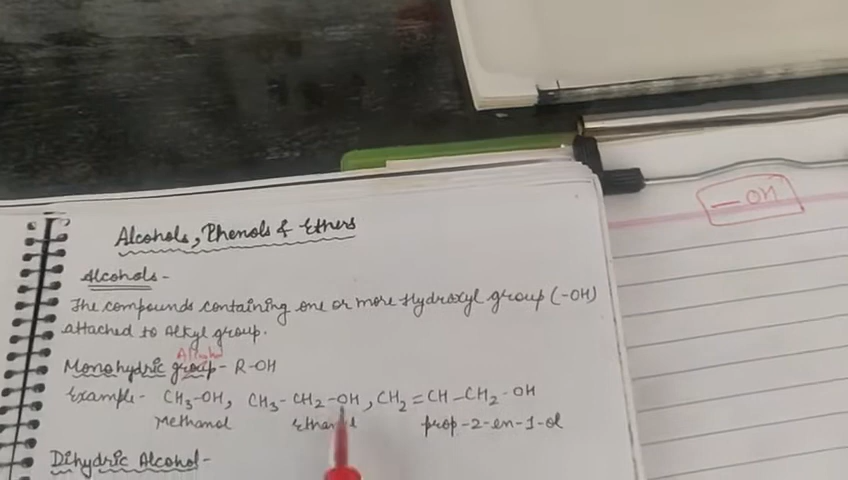 Alcohols, Phenols & Ethers
Alcohols -
The compounds containing one or more Hydroxyl group (-OH)
attached to Alkyl group.
Alcohol
Monohydric group - R-OH
Example - CH₃-OH, CH₃-CH₂-OH, CH₂=CH-CH₂-OH
Methanol prop-2-en-1-ol
Dihydric Alcohol-
- OH